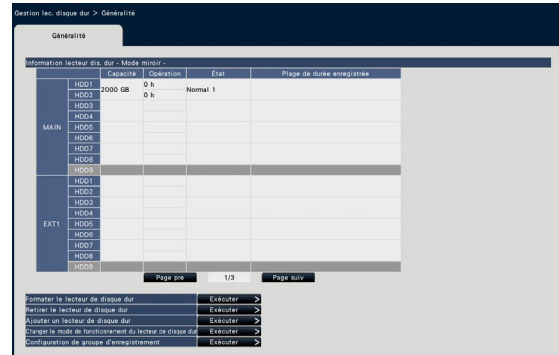 Gestion lec. disque dur > Généralité
Généralité
Information lecteur dis. dur - Mode miroir -
Capacité Opération État Plage de durée enregistrée
MAIN
HDD1 2000 GB 0 h Normal 1
HDD2 0 h
HDD3
HDD4
HDD5
HDD6
HDD7
HDD8
HDD9
EXT1
HDD1
HDD2
HDD3
HDD4
HDD5
HDD6
HDD7
HDD8
HDD9
Page pre 1/3 Page suiv
Formater le lecteur de disque dur Exécuter >
Retirer le lecteur de disque dur Exécuter >
Ajouter un lecteur de disque dur Exécuter >
Changer le mode de fonctionnement du lecteur de disque dur Exécuter >
Configuration de groupe d'enregistrement Exécuter >